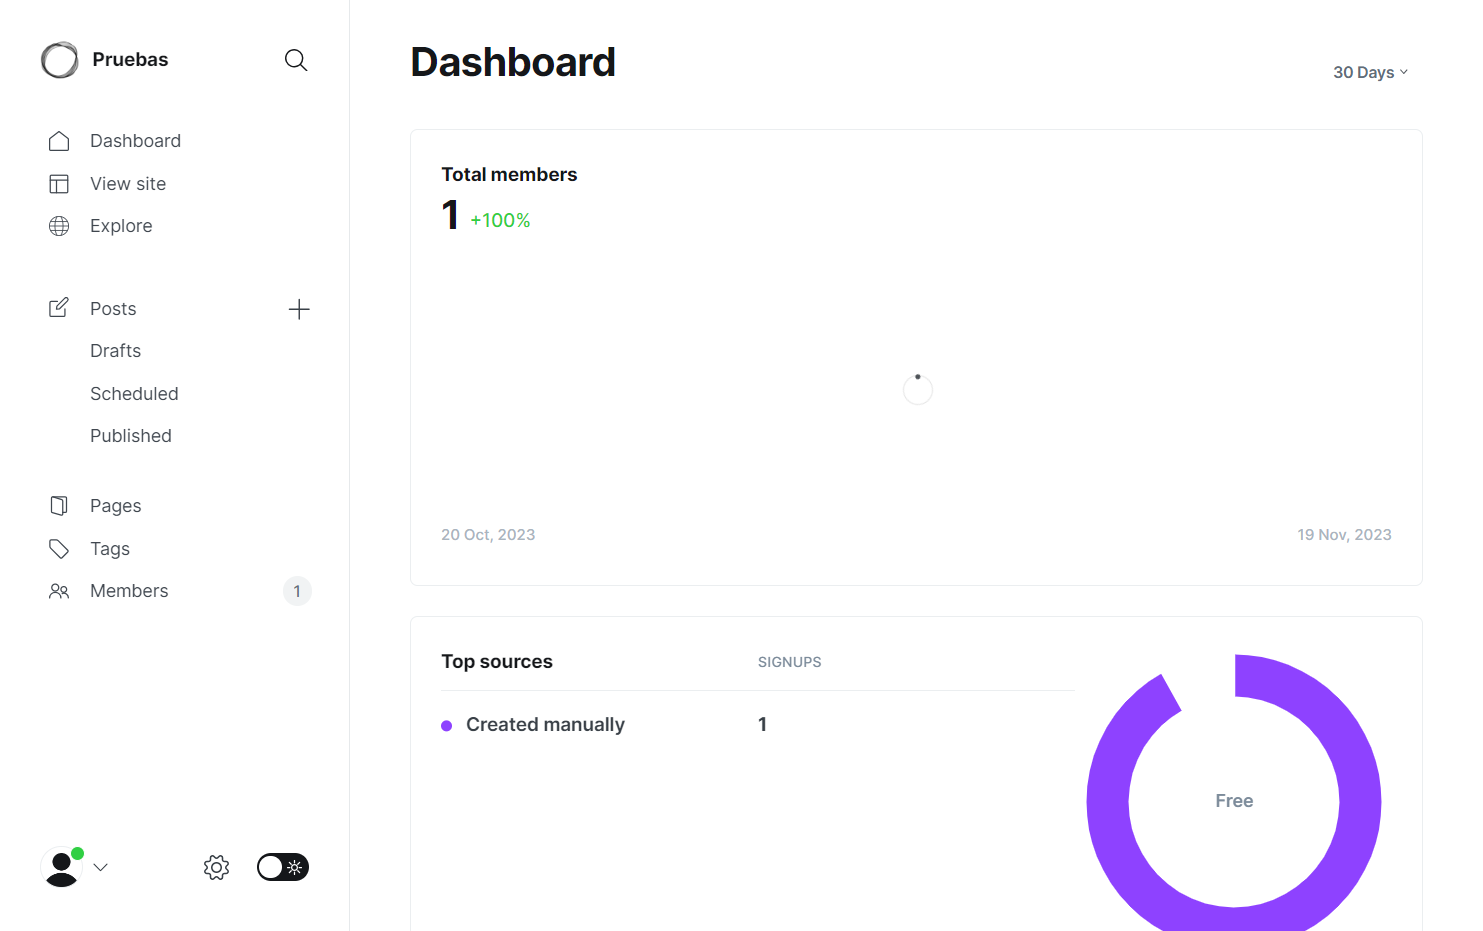 Pruebas
Dashboard
View site
Explore
Posts
Drafts
Scheduled
Published
Pages
Tags
Members 1
Dashboard
30 Days
Total members
1 +100%
20 Oct, 2023 19 Nov, 2023
Top sources SIGNUPS
Created manually 1
Free